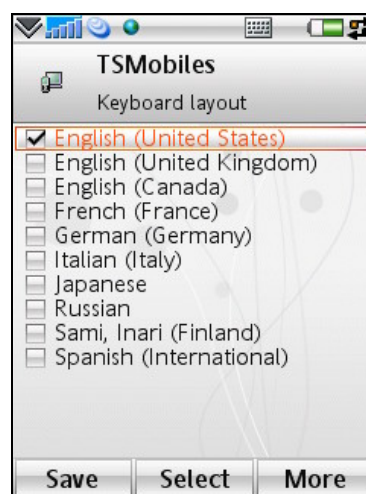 TSMobiles
Keyboard layout
English (United States)
English (United Kingdom)
English (Canada)
French (France)
German (Germany)
Italian (Italy)
Japanese
Russian
Sami, Inari (Finland)
Spanish (International)
Save Select More